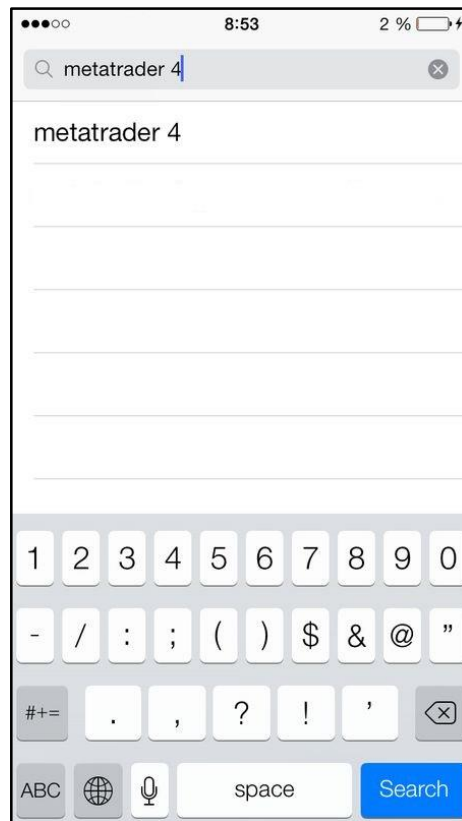 8:53 2 %
metatrader 4
metatrader 4
1 2 3 4 5 6 7 8 9 0
- / : ; ( ) $ & @ ”
#+= . , ? ! ’
ABC space Search